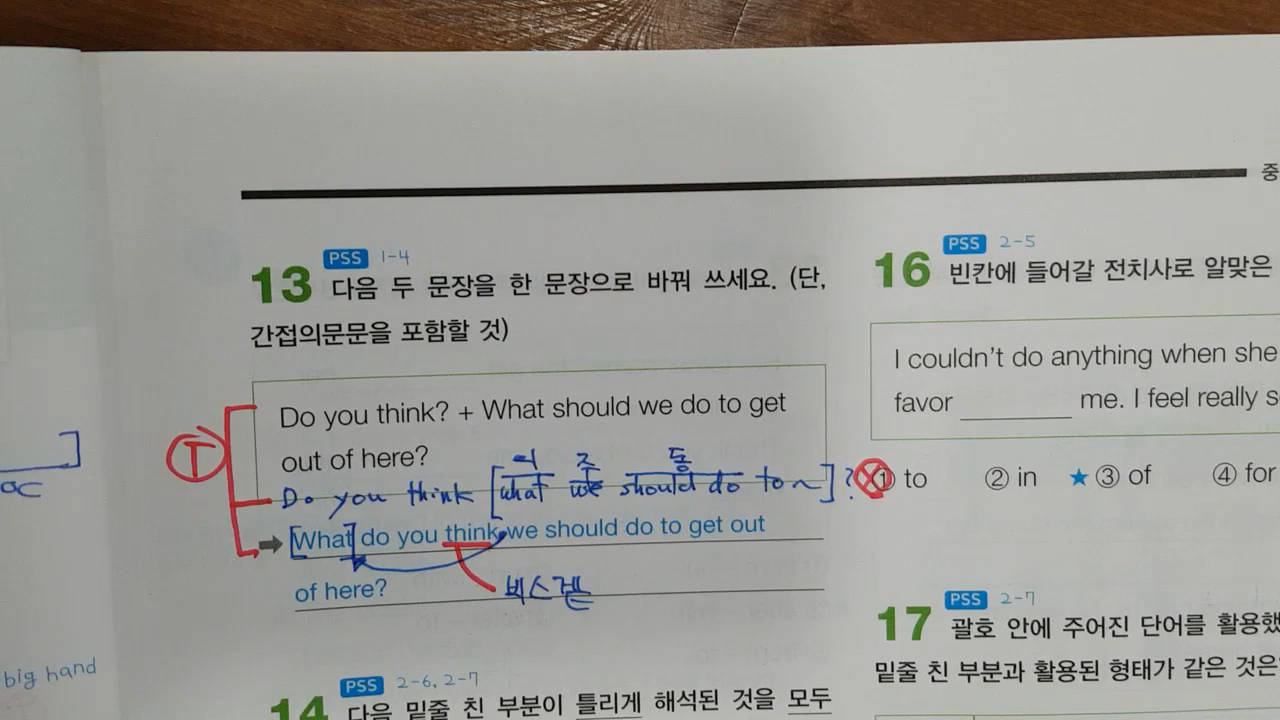 중
PSS 1-4
13 다음 두 문장을 한 문장으로 바꿔 쓰세요. (단,
간접의문문을 포함할 것)
Do you think? + What should we do to get
out of here?
의 주 동
Do you think [what we should do to ~]?
T
➡ [What] do you think we should do to get out
of here?
oc
big hand
PSS 2-6, 2-7
14 다음 밑줄 친 부분이 틀리게 해석된 것을 모두
PSS 2-5
16 빈칸에 들어갈 전치사로 알맞은
I couldn't do anything when she
favor ________ me. I feel really s
① to ② in ★ ③ of ④ for
PSS 2-7
17 괄호 안에 주어진 단어를 활용했
밑줄 친 부분과 활용된 형태가 같은 것은